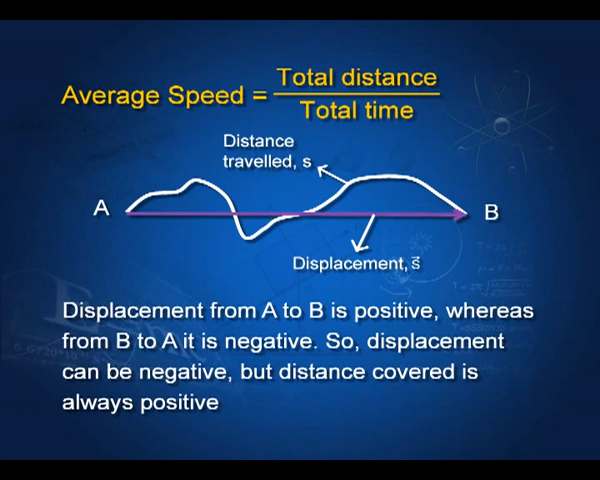 Average Speed = Total distance
Total time
Distance
travelled, s
A
B
Displacement, s⃗
Displacement from A to B is positive, whereas
from B to A it is negative. So, displacement
can be negative, but distance covered is
always positive